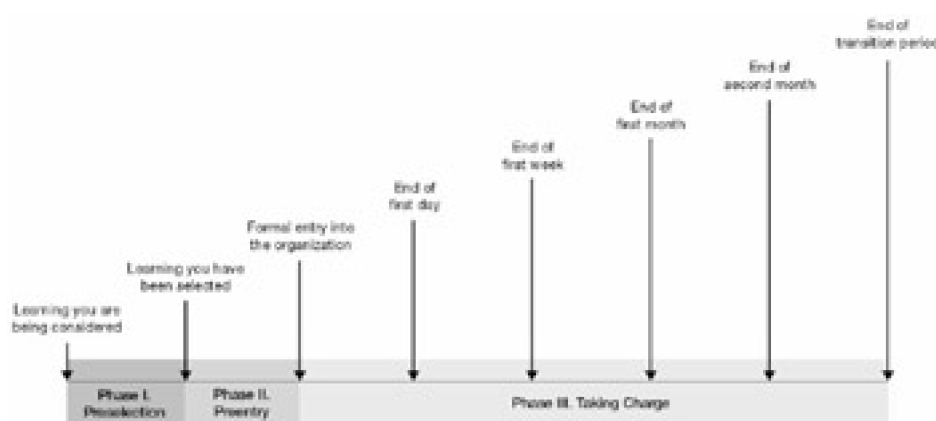 Learning you are
being considered
Learning you have
been selected
Formal entry into
the organization
End of
first day
End of
first week
End of
first month
End of
second month
End of
transition period
Phase I.
Preselection
Phase II.
Preentry
Phase III. Taking Charge